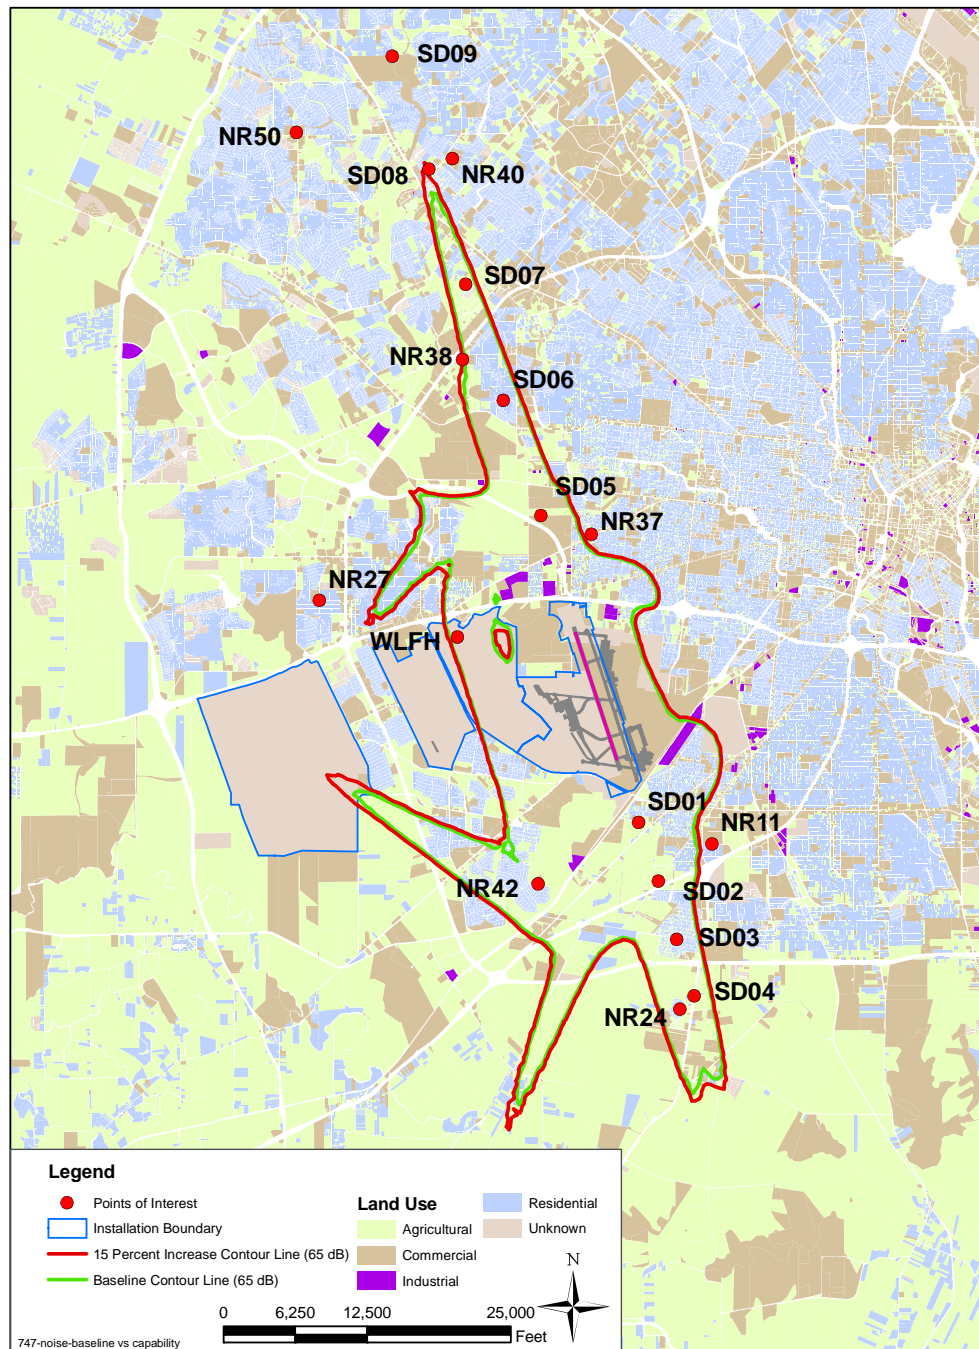 SD09
NR50
SD08
NR40
SD07
NR38
SD06
SD05
NR37
NR27
WLFH
SD01
NR11
NR42
SD02
SD03
SD04
NR24
Legend
Points of Interest
Installation Boundary
15 Percent Increase Contour Line (65 dB)
Baseline Contour Line (65 dB)
Land Use
Agricultural
Commercial
Industrial
Residential
Unknown
N
0 6,250 12,500 25,000
Feet
747-noise-baseline vs capability